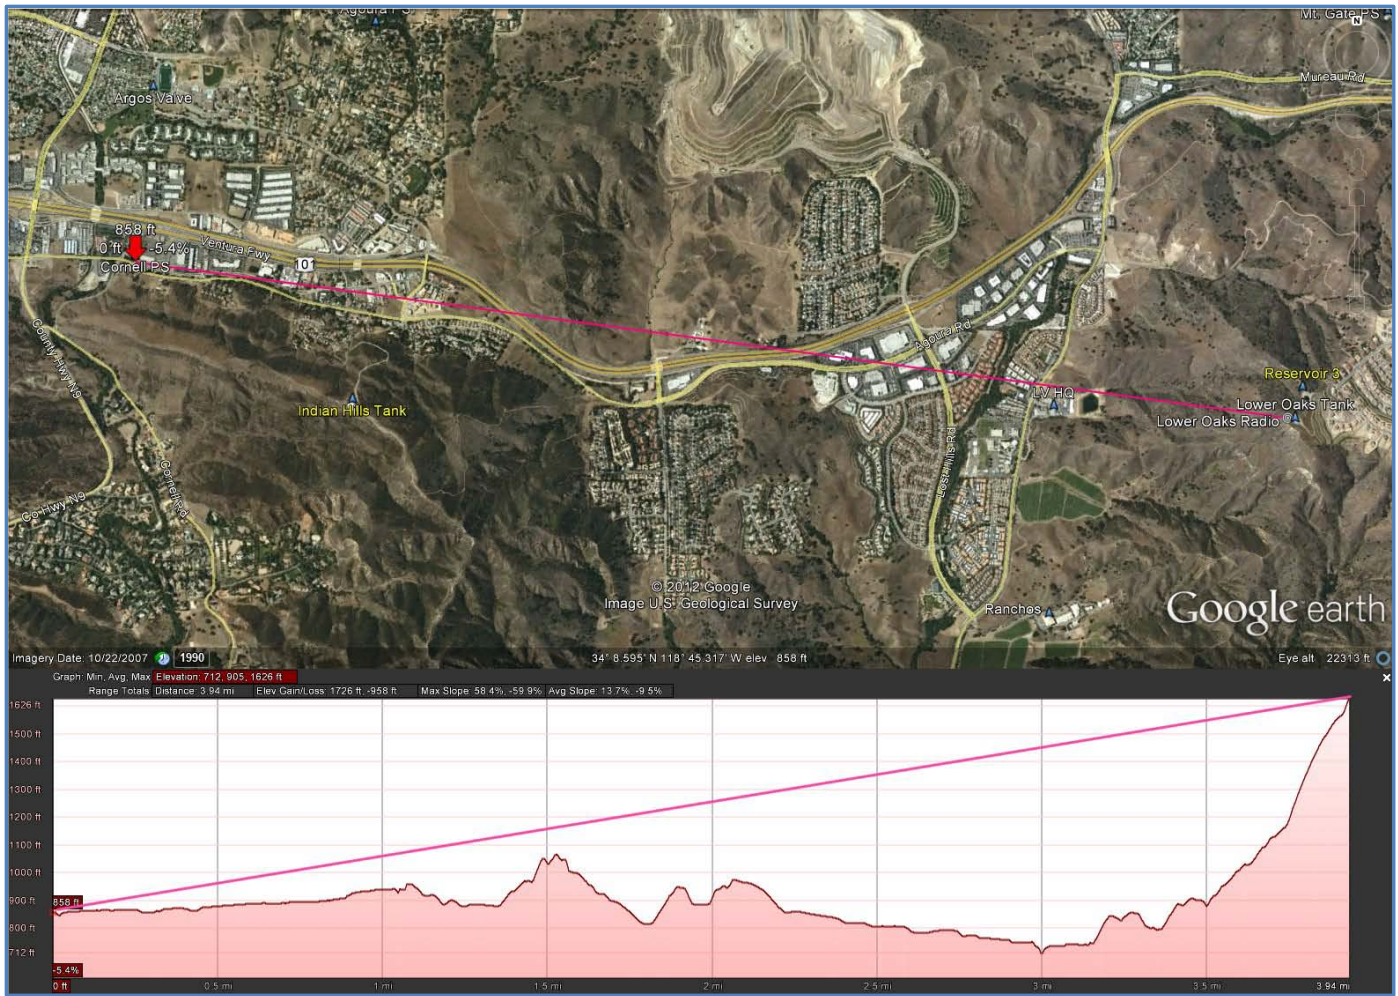 Agoura PS
Mt. Gate PS
N
Mureau Rd
Argos Valve
858 ft
0 ft -5.4%
Ventura Fwy
101
Cornell PS
County Hwy N9
Agoura Rd
Reservoir 3
LV HQ
Lower Oaks Tank
Indian Hills Tank
Lower Oaks Radio
Lost Hills Rd
Cornell Rd
Co Hwy N9
© 2012 Google
Image U.S. Geological Survey
Ranchos
Google earth
Imagery Date: 10/22/2007 1990 34° 8.595' N 118° 45.317' W elev 858 ft Eye alt 22313 ft
Graph: Min, Avg, Max Elevation: 712, 905, 1626 ft
Range Totals Distance: 3.94 mi Elev Gain/Loss: 1726 ft, -958 ft Max Slope: 58.4%, -59.9% Avg Slope: 13.7%, -9.5%
1626 ft
1500 ft
1400 ft
1300 ft
1200 ft
1100 ft
1000 ft
900 ft 858 ft
800 ft
712 ft
-5.4%
0 ft 0.5 mi 1 mi 1.5 mi 2 mi 2.5 mi 3 mi 3.5 mi 3.94 mi